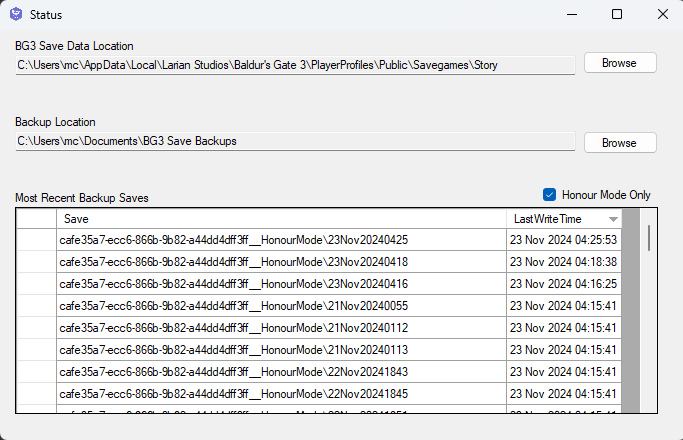 Status
BG3 Save Data Location
C:\Users\mc\AppData\Local\Larian Studios\Baldur's Gate 3\PlayerProfiles\Public\Savegames\Story
Browse
Backup Location
C:\Users\mc\Documents\BG3 Save Backups
Browse
Most Recent Backup Saves
Honour Mode Only
Save LastWriteTime
cafe35a7-ecc6-866b-9b82-a44dd4dff3ff__HonourMode\23Nov20240425 23 Nov 2024 04:25:53
cafe35a7-ecc6-866b-9b82-a44dd4dff3ff__HonourMode\23Nov20240418 23 Nov 2024 04:18:38
cafe35a7-ecc6-866b-9b82-a44dd4dff3ff__HonourMode\23Nov20240416 23 Nov 2024 04:16:25
cafe35a7-ecc6-866b-9b82-a44dd4dff3ff__HonourMode\21Nov20240055 23 Nov 2024 04:15:41
cafe35a7-ecc6-866b-9b82-a44dd4dff3ff__HonourMode\21Nov20240112 23 Nov 2024 04:15:41
cafe35a7-ecc6-866b-9b82-a44dd4dff3ff__HonourMode\21Nov20240113 23 Nov 2024 04:15:41
cafe35a7-ecc6-866b-9b82-a44dd4dff3ff__HonourMode\22Nov20241843 23 Nov 2024 04:15:41
cafe35a7-ecc6-866b-9b82-a44dd4dff3ff__HonourMode\22Nov20241845 23 Nov 2024 04:15:41